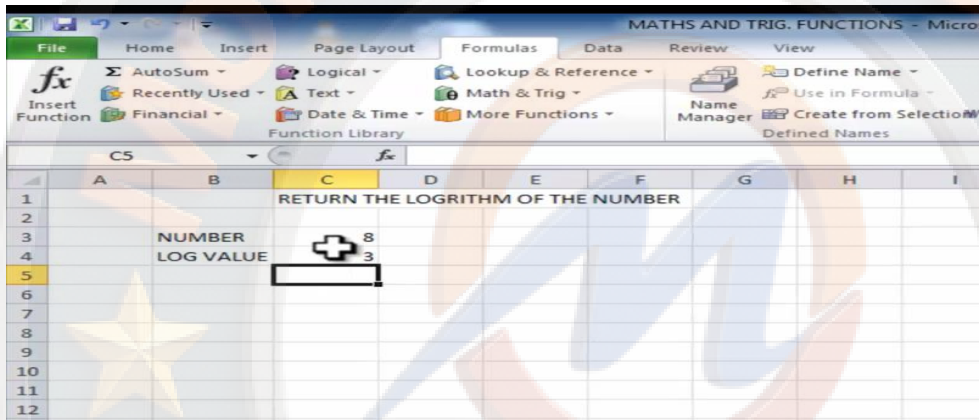 MATHS AND TRIG. FUNCTIONS - Micro
File Home Insert Page Layout Formulas Data Review View
fx Insert Function
Σ AutoSum
Recently Used
Financial
Logical
Text
Date & Time
Lookup & Reference
Math & Trig
More Functions
Function Library
Name Manager
Define Name
Use in Formula
Create from Selection
Defined Names
C5 fx
A B C D E F G H I
1 RETURN THE LOGRITHM OF THE NUMBER
2
3 NUMBER 8
4 LOG VALUE 3
5
6
7
8
9
10
11
12